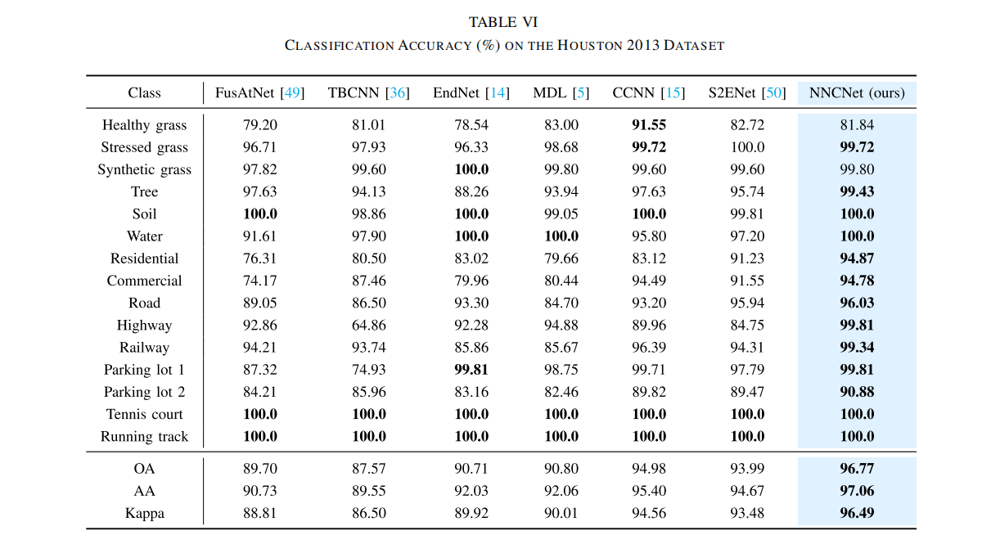 TABLE VI
CLASSIFICATION ACCURACY (%) ON THE HOUSTON 2013 DATASET
Class FusAtNet [49] TBCNN [36] EndNet [14] MDL [5] CCNN [15] S2ENet [50] NNCNet (ours)
Healthy grass 79.20 81.01 78.54 83.00 91.55 82.72 81.84
Stressed grass 96.71 97.93 96.33 98.68 99.72 100.0 99.72
Synthetic grass 97.82 99.60 100.0 99.80 99.60 99.60 99.80
Tree 97.63 94.13 88.26 93.94 97.63 95.74 99.43
Soil 100.0 98.86 100.0 99.05 100.0 99.81 100.0
Water 91.61 97.90 100.0 100.0 95.80 97.20 100.0
Residential 76.31 80.50 83.02 79.66 83.12 91.23 94.87
Commercial 74.17 87.46 79.96 80.44 94.49 91.55 94.78
Road 89.05 86.50 93.30 84.70 93.20 95.94 96.03
Highway 92.86 64.86 92.28 94.88 89.96 84.75 99.81
Railway 94.21 93.74 85.86 85.67 96.39 94.31 99.34
Parking lot 1 87.32 74.93 99.81 98.75 99.71 97.79 99.81
Parking lot 2 84.21 85.96 83.16 82.46 89.82 89.47 90.88
Tennis court 100.0 100.0 100.0 100.0 100.0 100.0 100.0
Running track 100.0 100.0 100.0 100.0 100.0 100.0 100.0
OA 89.70 87.57 90.71 90.80 94.98 93.99 96.77
AA 90.73 89.55 92.03 92.06 95.40 94.67 97.06
Kappa 88.81 86.50 89.92 90.01 94.56 93.48 96.49